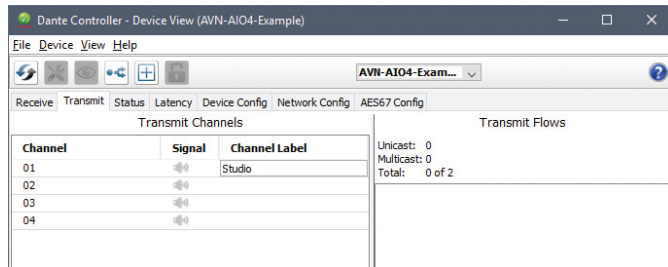 Dante Controller - Device View (AVN-AIO4-Example)
File Device View Help
AVN-AIO4-Exam...
Receive Transmit Status Latency Device Config Network Config AES67 Config
Transmit Channels
Transmit Flows
Channel Signal Channel Label
Unicast: 0
Multicast: 0
Total: 0 of 2
01 Studio
02
03
04